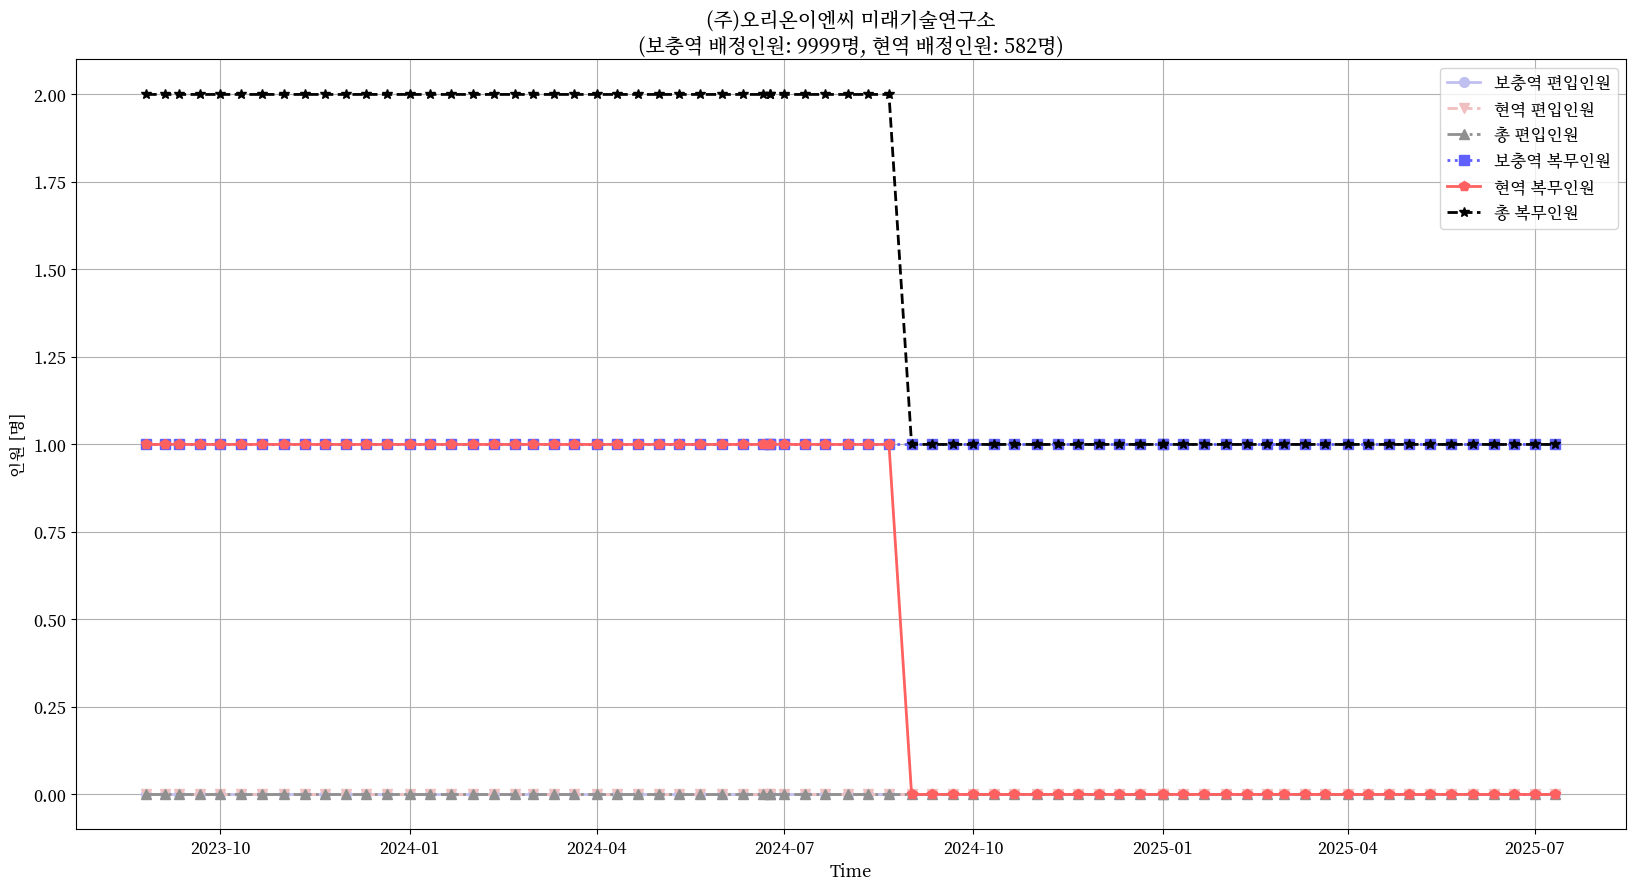 (주)오리온이엔씨 미래기술연구소
(보충역 배정인원: 9999명, 현역 배정인원: 582명)
보충역 편입인원
현역 편입인원
총 편입인원
보충역 복무인원
현역 복무인원
총 복무인원
2.00
1.75
1.50
1.25
1.00
0.75
0.50
0.25
0.00
인원 [명]
2023-10
2024-01
2024-04
2024-07
2024-10
2025-01
2025-04
2025-07
Time